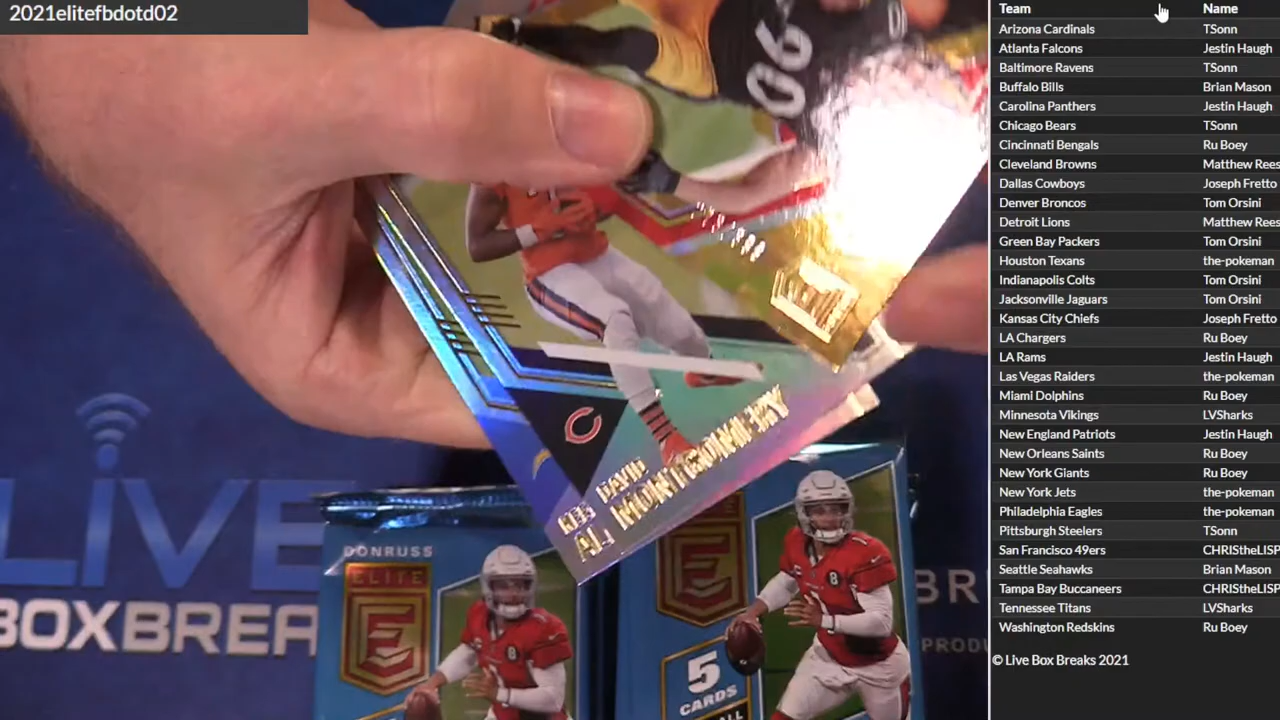 2021elitefbdotd02
Team Name
Arizona Cardinals TSonn
Atlanta Falcons Jestin Haugh
Baltimore Ravens TSonn
Buffalo Bills Brian Mason
Carolina Panthers Jestin Haugh
Chicago Bears TSonn
Cincinnati Bengals Ru Boey
Cleveland Browns Matthew Rees
Dallas Cowboys Joseph Fretto
Denver Broncos Tom Orsini
Detroit Lions Matthew Rees
Green Bay Packers Tom Orsini
Houston Texans the-pokeman
Indianapolis Colts Tom Orsini
Jacksonville Jaguars Tom Orsini
Kansas City Chiefs Joseph Fretto
LA Chargers Ru Boey
LA Rams Jestin Haugh
Las Vegas Raiders the-pokeman
Miami Dolphins Ru Boey
Minnesota Vikings LVSharks
New England Patriots Jestin Haugh
New Orleans Saints Ru Boey
New York Giants Ru Boey
New York Jets the-pokeman
Philadelphia Eagles the-pokeman
Pittsburgh Steelers TSonn
San Francisco 49ers CHRIStheLISP
Seattle Seahawks Brian Mason
Tampa Bay Buccaneers CHRIStheLISP
Tennessee Titans LVSharks
Washington Redskins Ru Boey
© Live Box Breaks 2021
90
C
DAVID
MONTGOMERY
LIVE
BOXBREA
BR
PRODU
DONRUSS
ELITE
E
E
8
8
5
CARDS